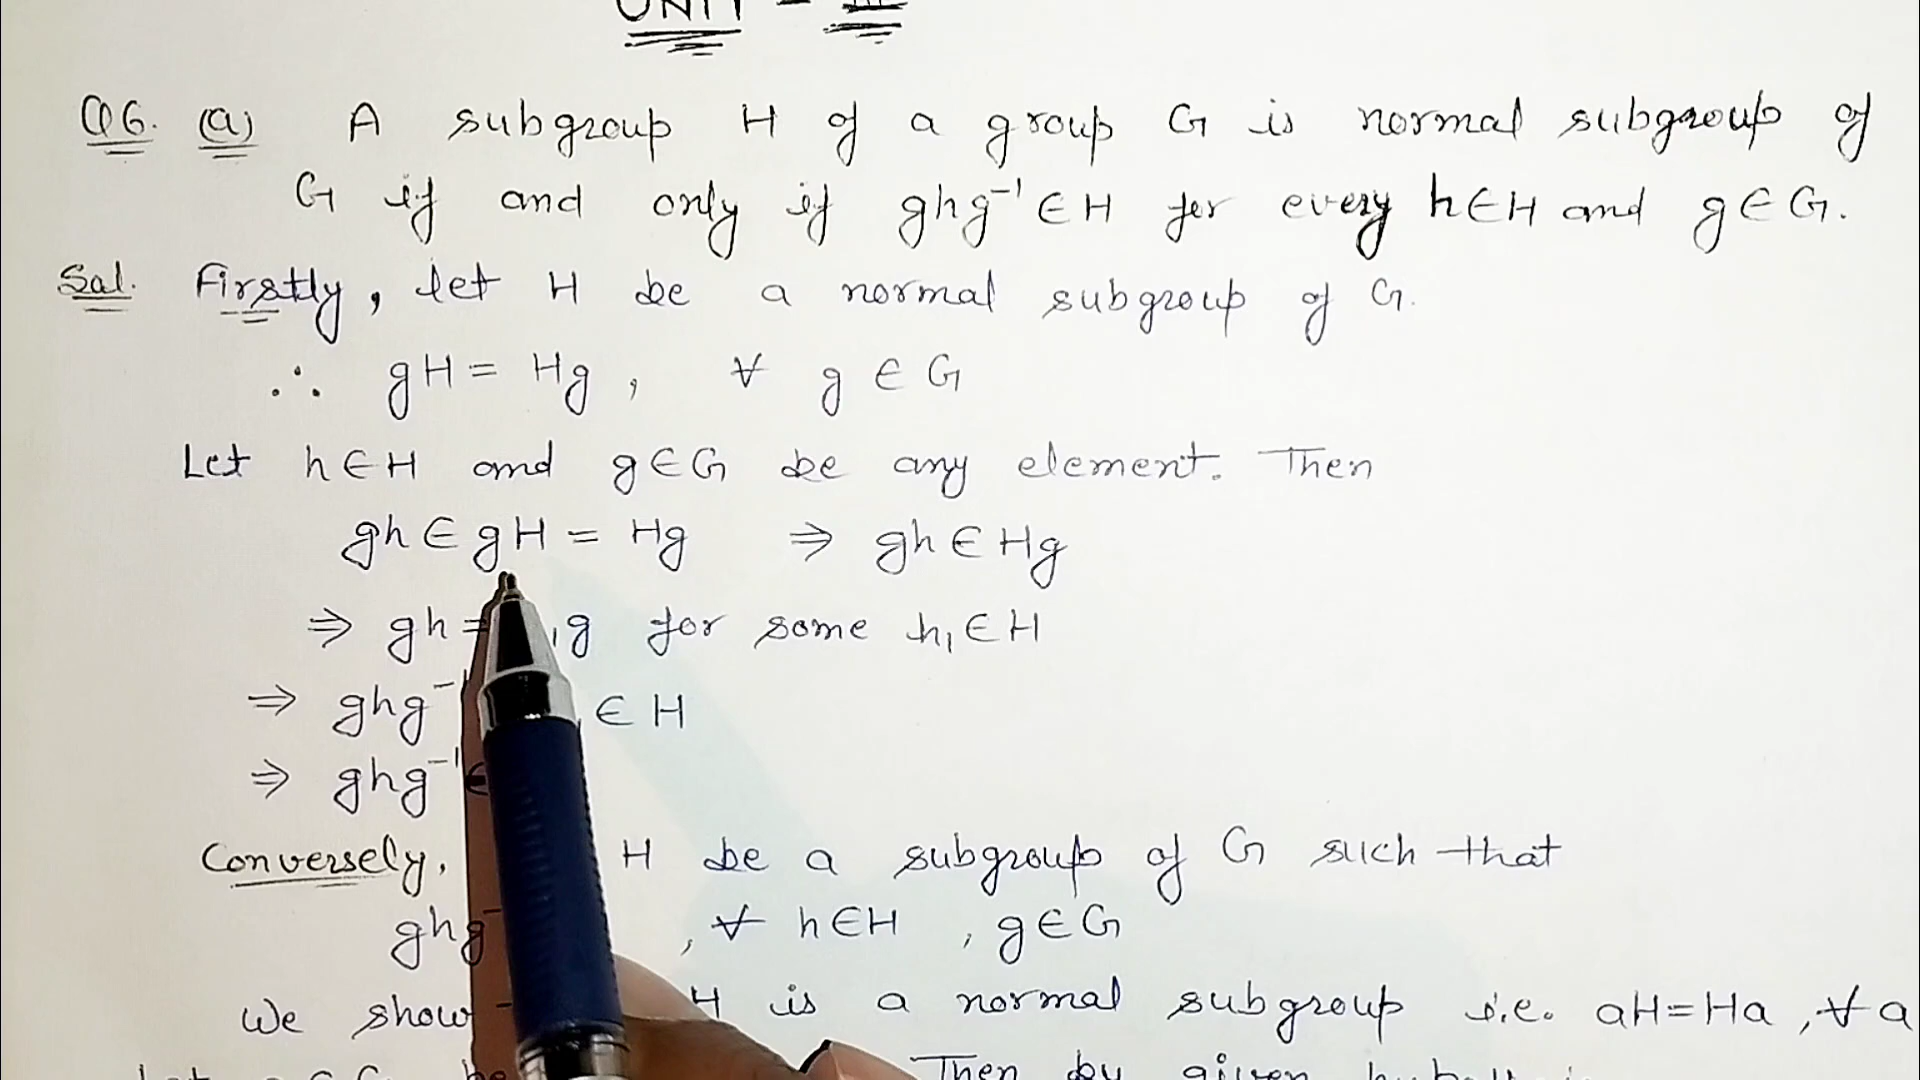 UNIT - III
Q6. (a) A subgroup H of a group G is normal subgroup of
G if and only if ghg⁻¹ ∈ H for every h∈H and g∈G.
Sol. Firstly, let H be a normal subgroup of G.
∴ gH = Hg, ∀ g ∈ G
Let h∈H and g∈G be any element. Then
gh ∈ gH = Hg ⇒ gh ∈ Hg
⇒ gh = g for some h₁∈H
⇒ ghg⁻¹ ∈ H
⇒ ghg⁻¹ ∈
Conversely, H be a subgroup of G such that
ghg⁻ , ∀ h∈H , g∈G
We show H is a normal subgroup i.e. aH=Ha, ∀ a
Then by given